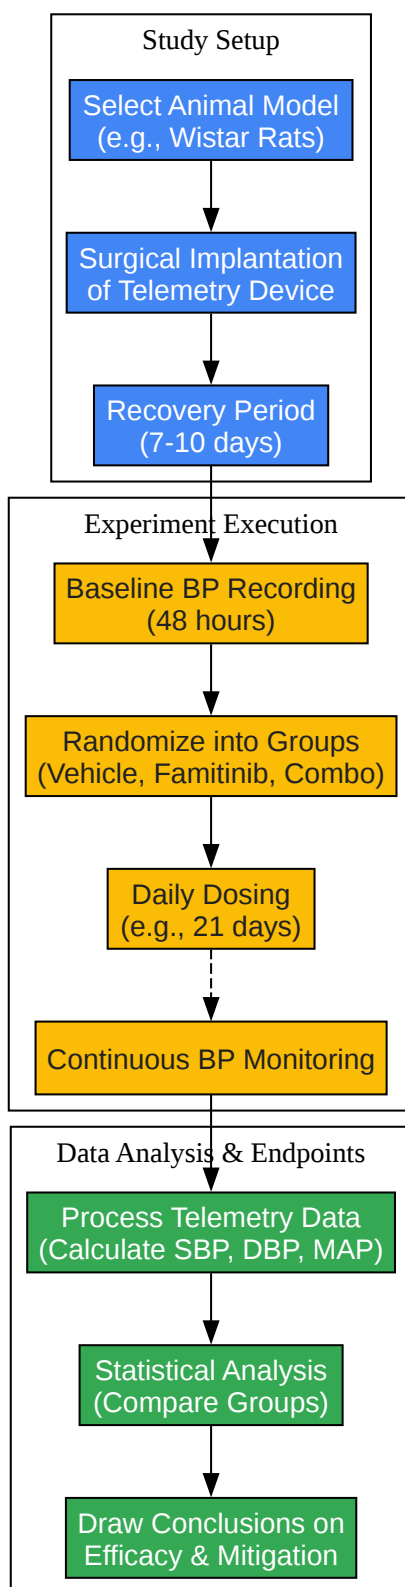 Study Setup
Select Animal Model
(e.g., Wistar Rats)
Surgical Implantation
of Telemetry Device
Recovery Period
(7-10 days)
Experiment Execution
Baseline BP Recording
(48 hours)
Randomize into Groups
(Vehicle, Famitinib, Combo)
Daily Dosing
(e.g., 21 days)
Continuous BP Monitoring
Data Analysis & Endpoints
Process Telemetry Data
(Calculate SBP, DBP, MAP)
Statistical Analysis
(Compare Groups)
Draw Conclusions on
Efficacy & Mitigation